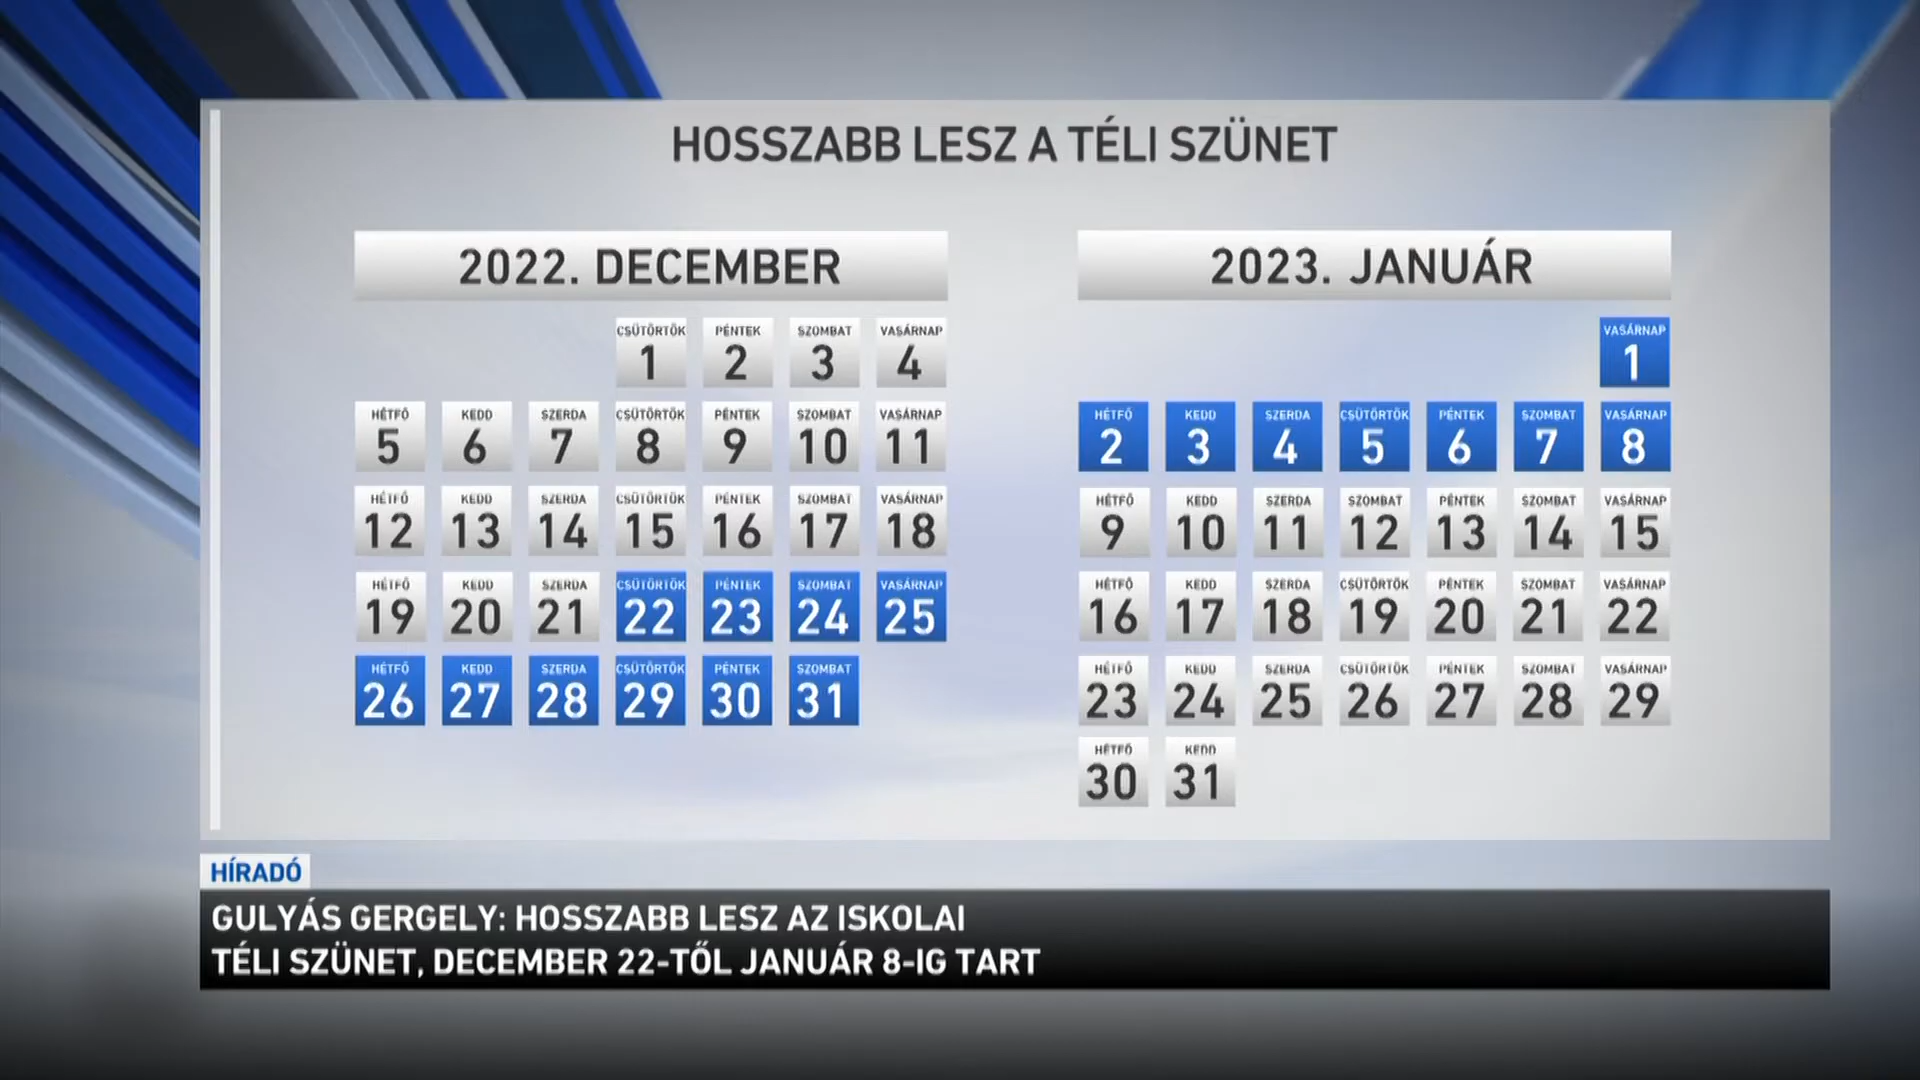 HOSSZABB LESZ A TÉLI SZÜNET
2022. DECEMBER
CSÜTÖRTÖK PÉNTEK SZOMBAT VASÁRNAP
1 2 3 4
HÉTFŐ KEDD SZERDA CSÜTÖRTÖK PÉNTEK SZOMBAT VASÁRNAP
5 6 7 8 9 10 11
HÉTFŐ KEDD SZERDA CSÜTÖRTÖK PÉNTEK SZOMBAT VASÁRNAP
12 13 14 15 16 17 18
HÉTFŐ KEDD SZERDA CSÜTÖRTÖK PÉNTEK SZOMBAT VASÁRNAP
19 20 21 22 23 24 25
HÉTFŐ KEDD SZERDA CSÜTÖRTÖK PÉNTEK SZOMBAT
26 27 28 29 30 31
2023. JANUÁR
VASÁRNAP
1
HÉTFŐ KEDD SZERDA CSÜTÖRTÖK PÉNTEK SZOMBAT VASÁRNAP
2 3 4 5 6 7 8
HÉTFŐ KEDD SZERDA SZOMBAT PÉNTEK SZOMBAT VASÁRNAP
9 10 11 12 13 14 15
HÉTFŐ KEDD SZERDA CSÜTÖRTÖK PÉNTEK SZOMBAT VASÁRNAP
16 17 18 19 20 21 22
HÉTFŐ KEDD SZERDA CSÜTÖRTÖK PÉNTEK SZOMBAT VASÁRNAP
23 24 25 26 27 28 29
HÉTFŐ KEDD
30 31
HÍRADÓ
GULYÁS GERGELY: HOSSZABB LESZ AZ ISKOLAI
TÉLI SZÜNET, DECEMBER 22-TŐL JANUÁR 8-IG TART